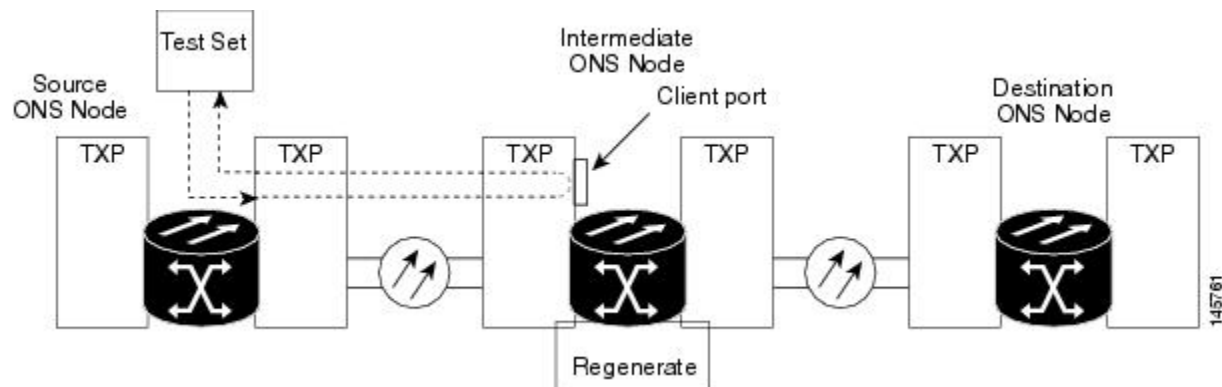 Test Set
Source
ONS Node
Intermediate
ONS Node
Client port
Destination
ONS Node
TXP
TXP
TXP
TXP
TXP
TXP
145761
Regenerate